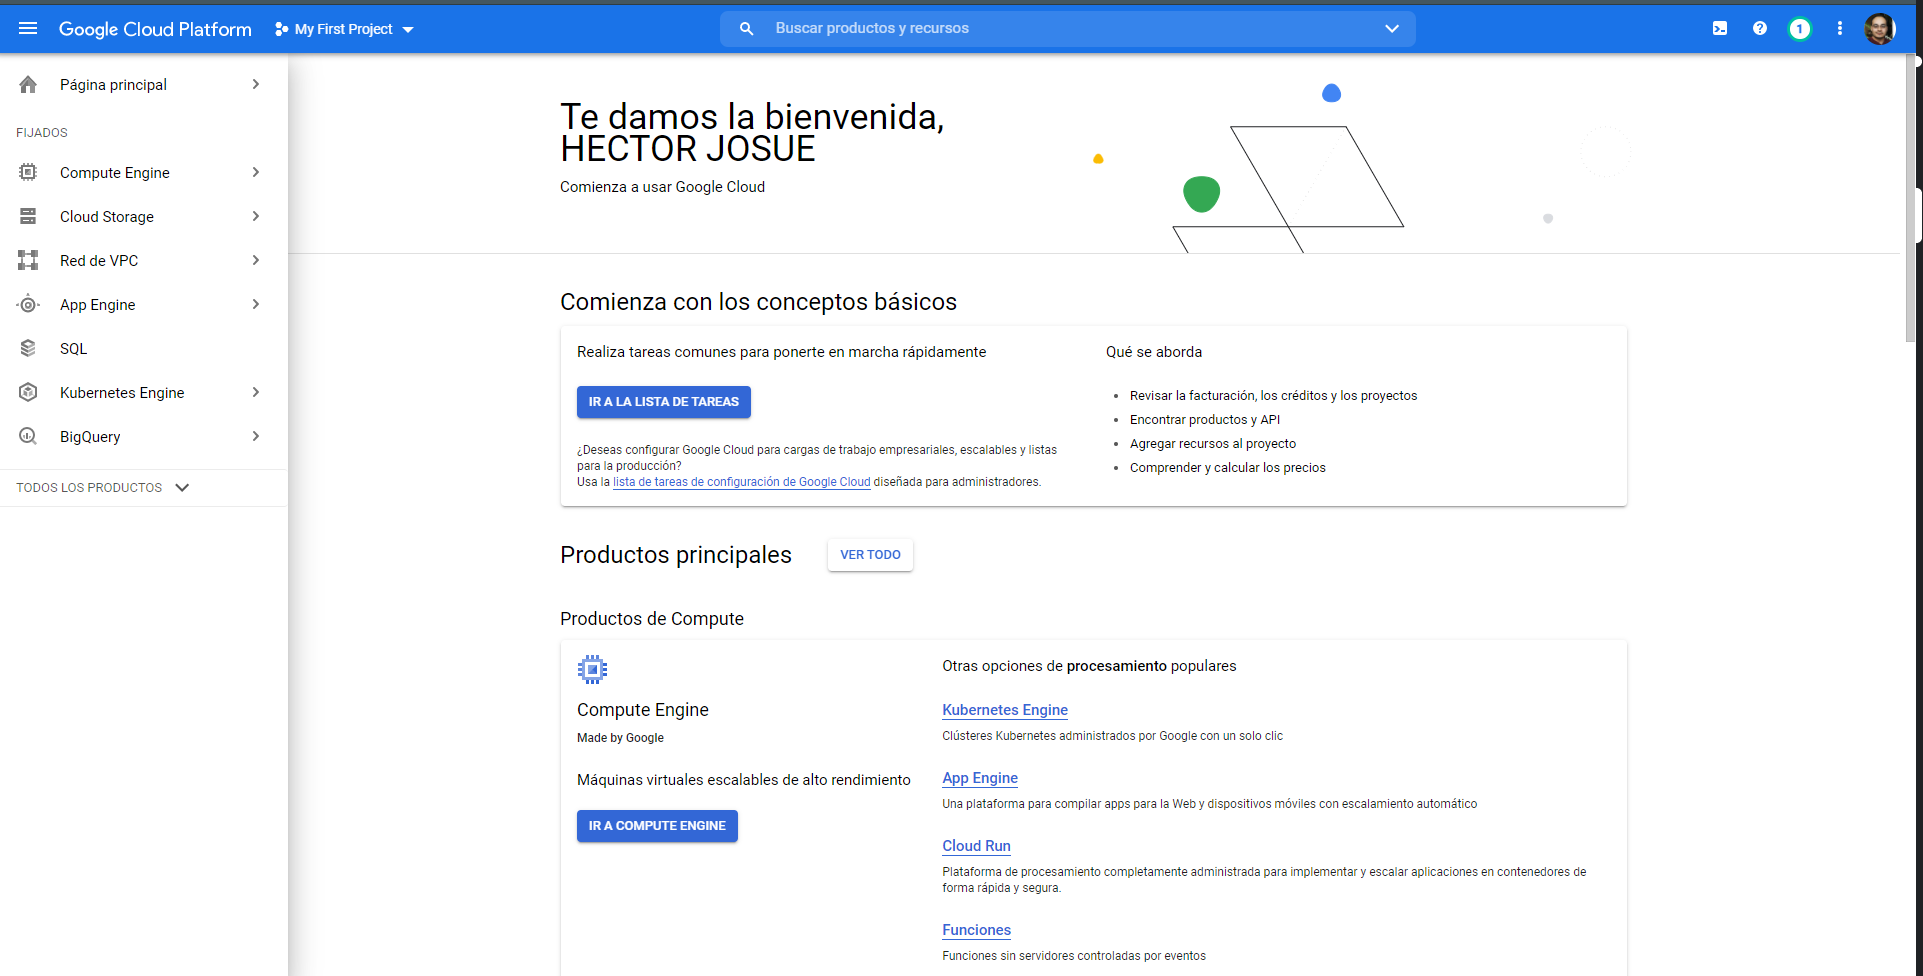 Google Cloud Platform
My First Project
Buscar productos y recursos
1
Página principal
FIJADOS
Compute Engine
Cloud Storage
Red de VPC
App Engine
SQL
Kubernetes Engine
BigQuery
TODOS LOS PRODUCTOS
Te damos la bienvenida,
HECTOR JOSUE
Comienza a usar Google Cloud
Comienza con los conceptos básicos
Realiza tareas comunes para ponerte en marcha rápidamente
IR A LA LISTA DE TAREAS
¿Deseas configurar Google Cloud para cargas de trabajo empresariales, escalables y listas
para la producción?
Usa la lista de tareas de configuración de Google Cloud diseñada para administradores.
Qué se aborda
Revisar la facturación, los créditos y los proyectos
Encontrar productos y API
Agregar recursos al proyecto
Comprender y calcular los precios
Productos principales
VER TODO
Productos de Compute
Compute Engine
Made by Google
Máquinas virtuales escalables de alto rendimiento
IR A COMPUTE ENGINE
Otras opciones de procesamiento populares
Kubernetes Engine
Clústeres Kubernetes administrados por Google con un solo clic
App Engine
Una plataforma para compilar apps para la Web y dispositivos móviles con escalamiento automático
Cloud Run
Plataforma de procesamiento completamente administrada para implementar y escalar aplicaciones en contenedores de
forma rápida y segura.
Funciones
Funciones sin servidores controladas por eventos